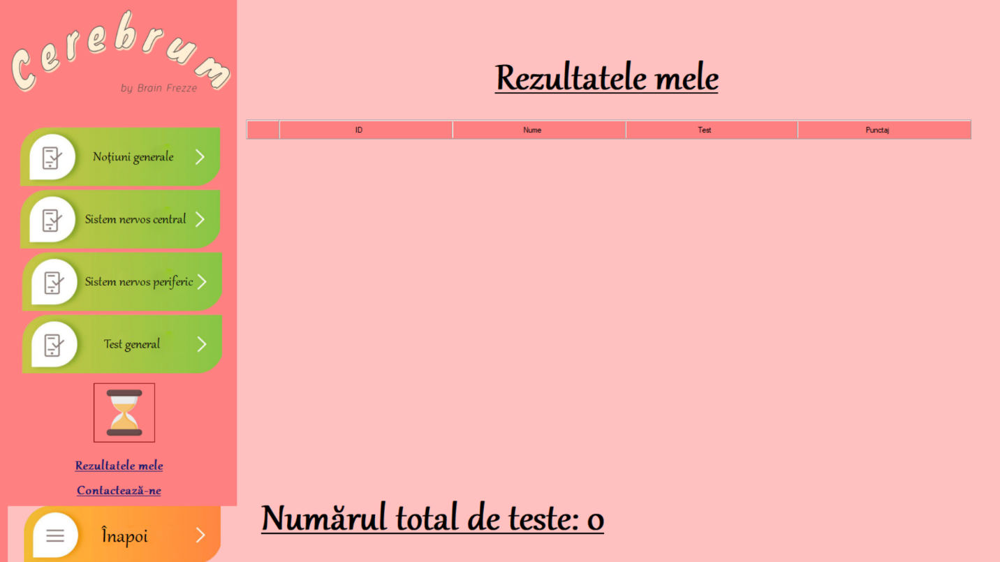 Cerebrum
by Brain Frezze
Noțiuni generale
Sistem nervos central
Sistem nervos periferic
Test general
Rezultatele mele
Contactează-ne
Înapoi
Rezultatele mele
ID Nume Test Punctaj
Numărul total de teste: 0